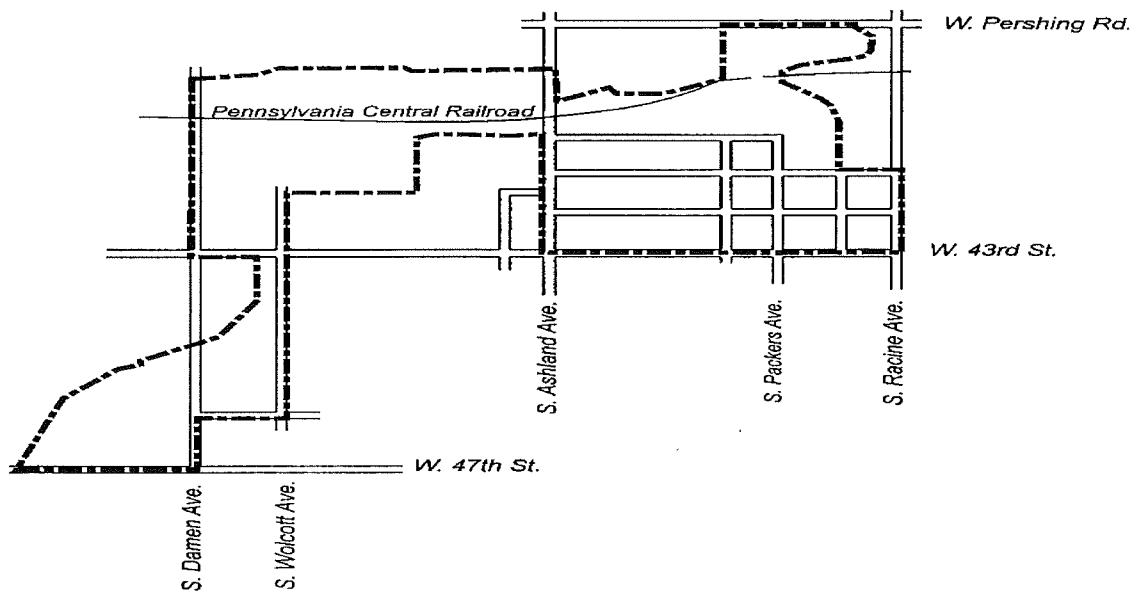 W. Pershing Rd.
Pennsylvania Central Railroad
W. 43rd St.
S. Ashland Ave.
S. Packers Ave.
S. Racine Ave.
W. 47th St.
S. Damen Ave.
S. Wolcott Ave.